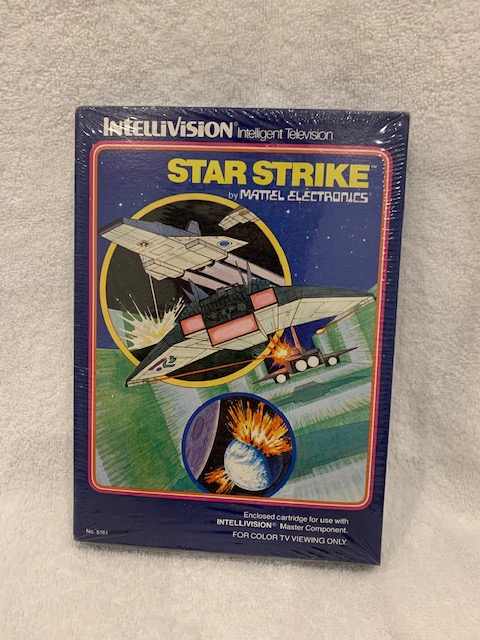 INTELLIVISION® Intelligent Television
STAR STRIKE™
by MATTEL ELECTRONICS®
Enclosed cartridge for use with
INTELLIVISION® Master Component.
FOR COLOR TV VIEWING ONLY.
No. 5161